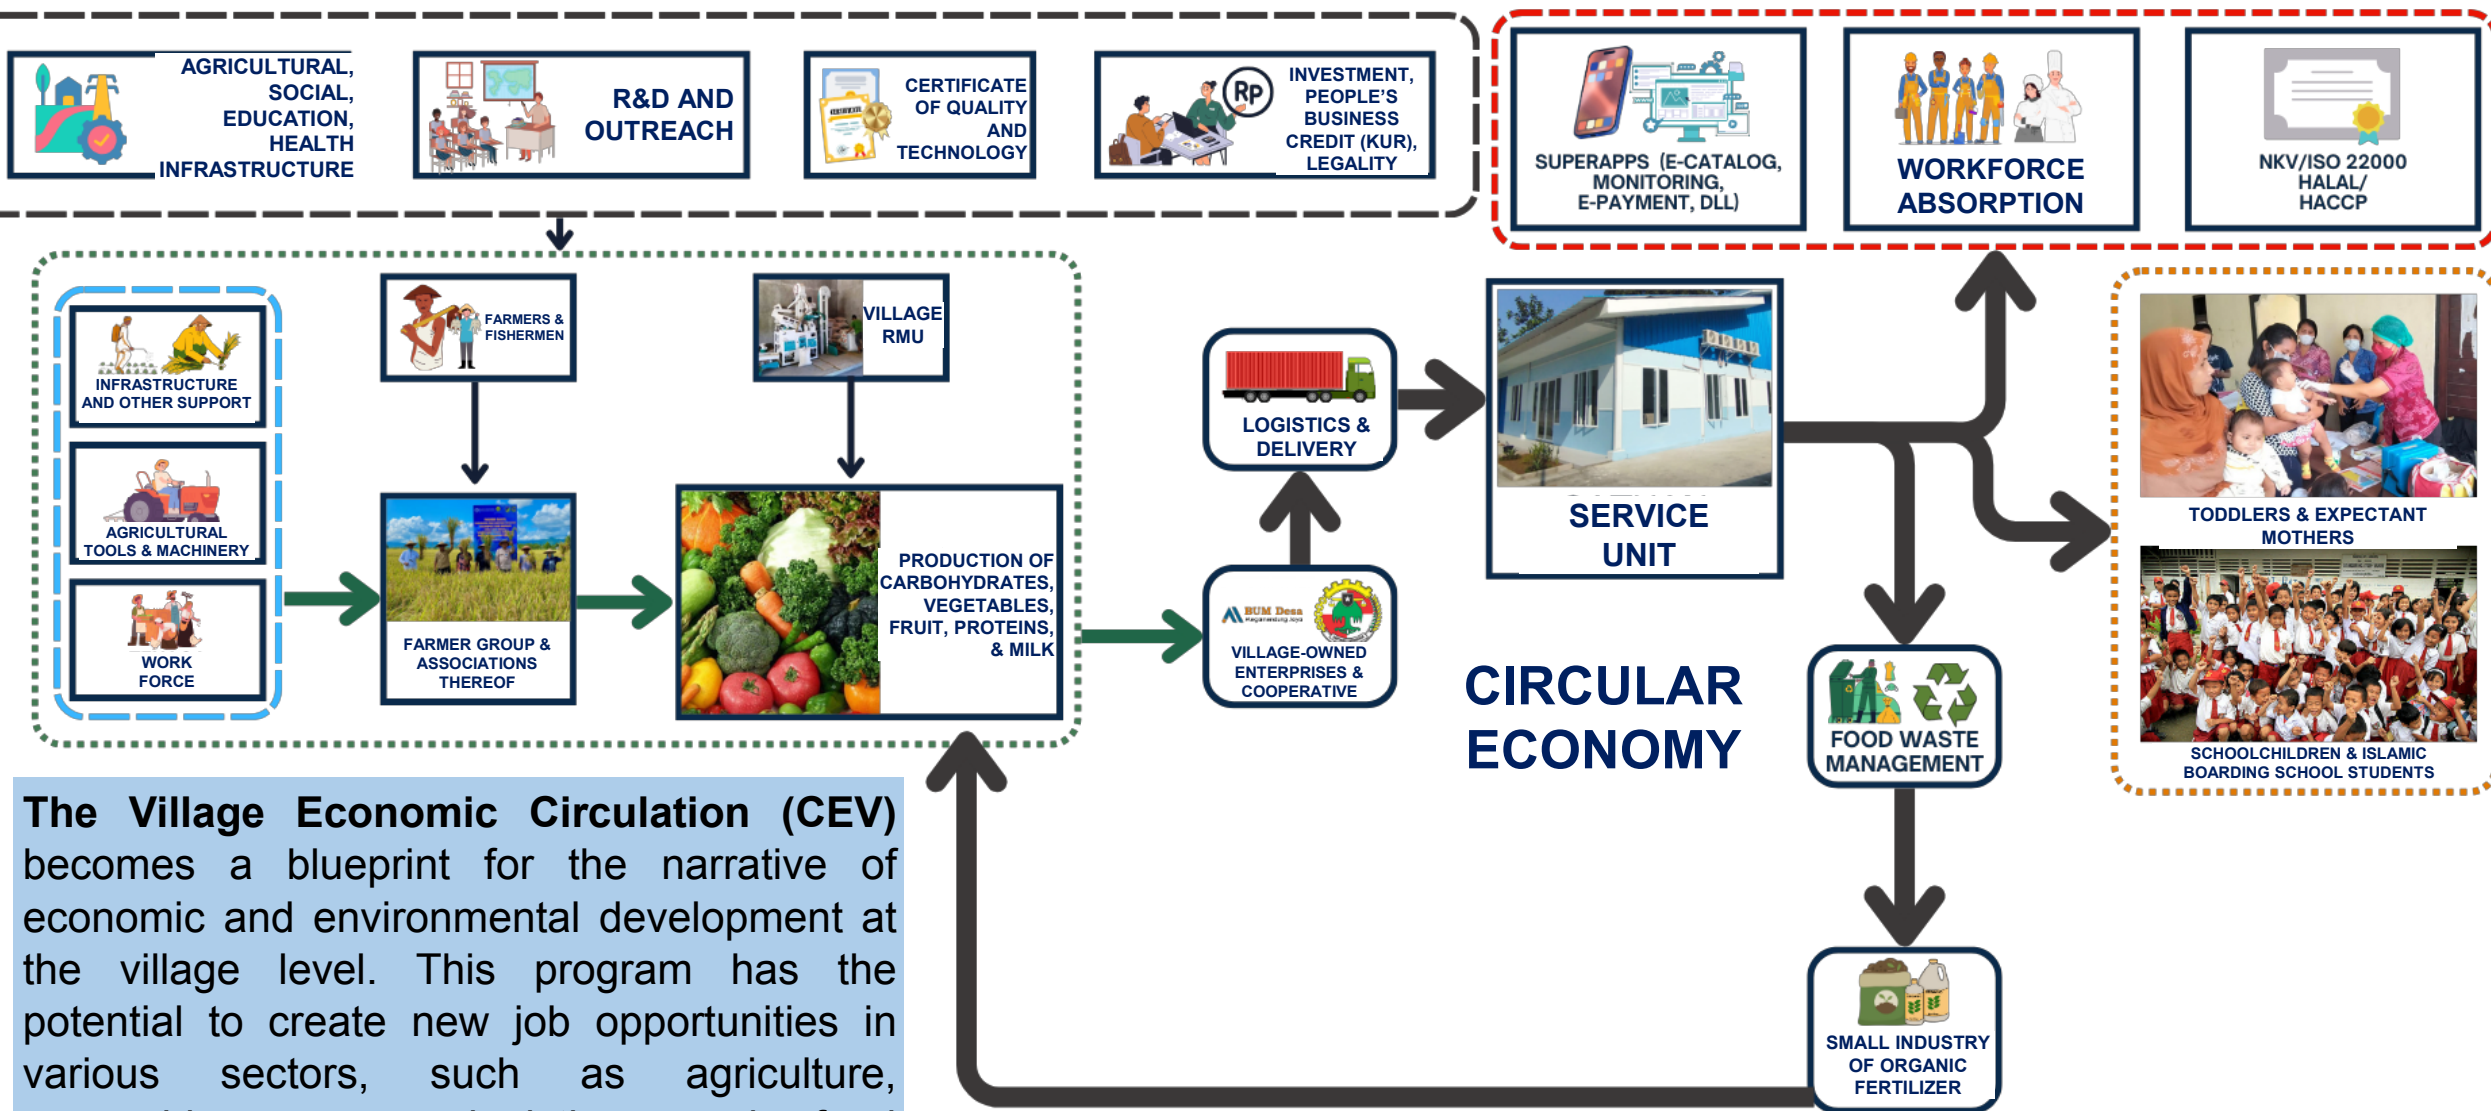 AGRICULTURAL,
SOCIAL,
EDUCATION,
HEALTH
INFRASTRUCTURE
R&D AND
OUTREACH
CERTIFICATE
OF QUALITY
AND
TECHNOLOGY
RP
INVESTMENT,
PEOPLE'S
BUSINESS
CREDIT (KUR),
LEGALITY
SUPERAPPS (E-CATALOG,
MONITORING,
E-PAYMENT, DLL)
WORKFORCE
ABSORPTION
NKV/ISO 22000
HALAL/
HACCP
INFRASTRUCTURE
AND OTHER SUPPORT
AGRICULTURAL
TOOLS & MACHINERY
WORK
FORCE
FARMERS &
FISHERMEN
VILLAGE
RMU
FARMER GROUP &
ASSOCIATIONS
THEREOF
PRODUCTION OF
CARBOHYDRATES,
VEGETABLES,
FRUIT, PROTEINS,
& MILK
LOGISTICS &
DELIVERY
BUM Desa
VILLAGE-OWNED
ENTERPRISES &
COOPERATIVE
SERVICE
UNIT
CIRCULAR
ECONOMY
TODDLERS & EXPECTANT
MOTHERS
SCHOOLCHILDREN & ISLAMIC
BOARDING SCHOOL STUDENTS
FOOD WASTE
MANAGEMENT
SMALL INDUSTRY
OF ORGANIC
FERTILIZER
The Village Economic Circulation (CEV)
becomes a blueprint for the narrative of
economic and environmental development at
the village level. This program has the
potential to create new job opportunities in
various sectors, such as agriculture,